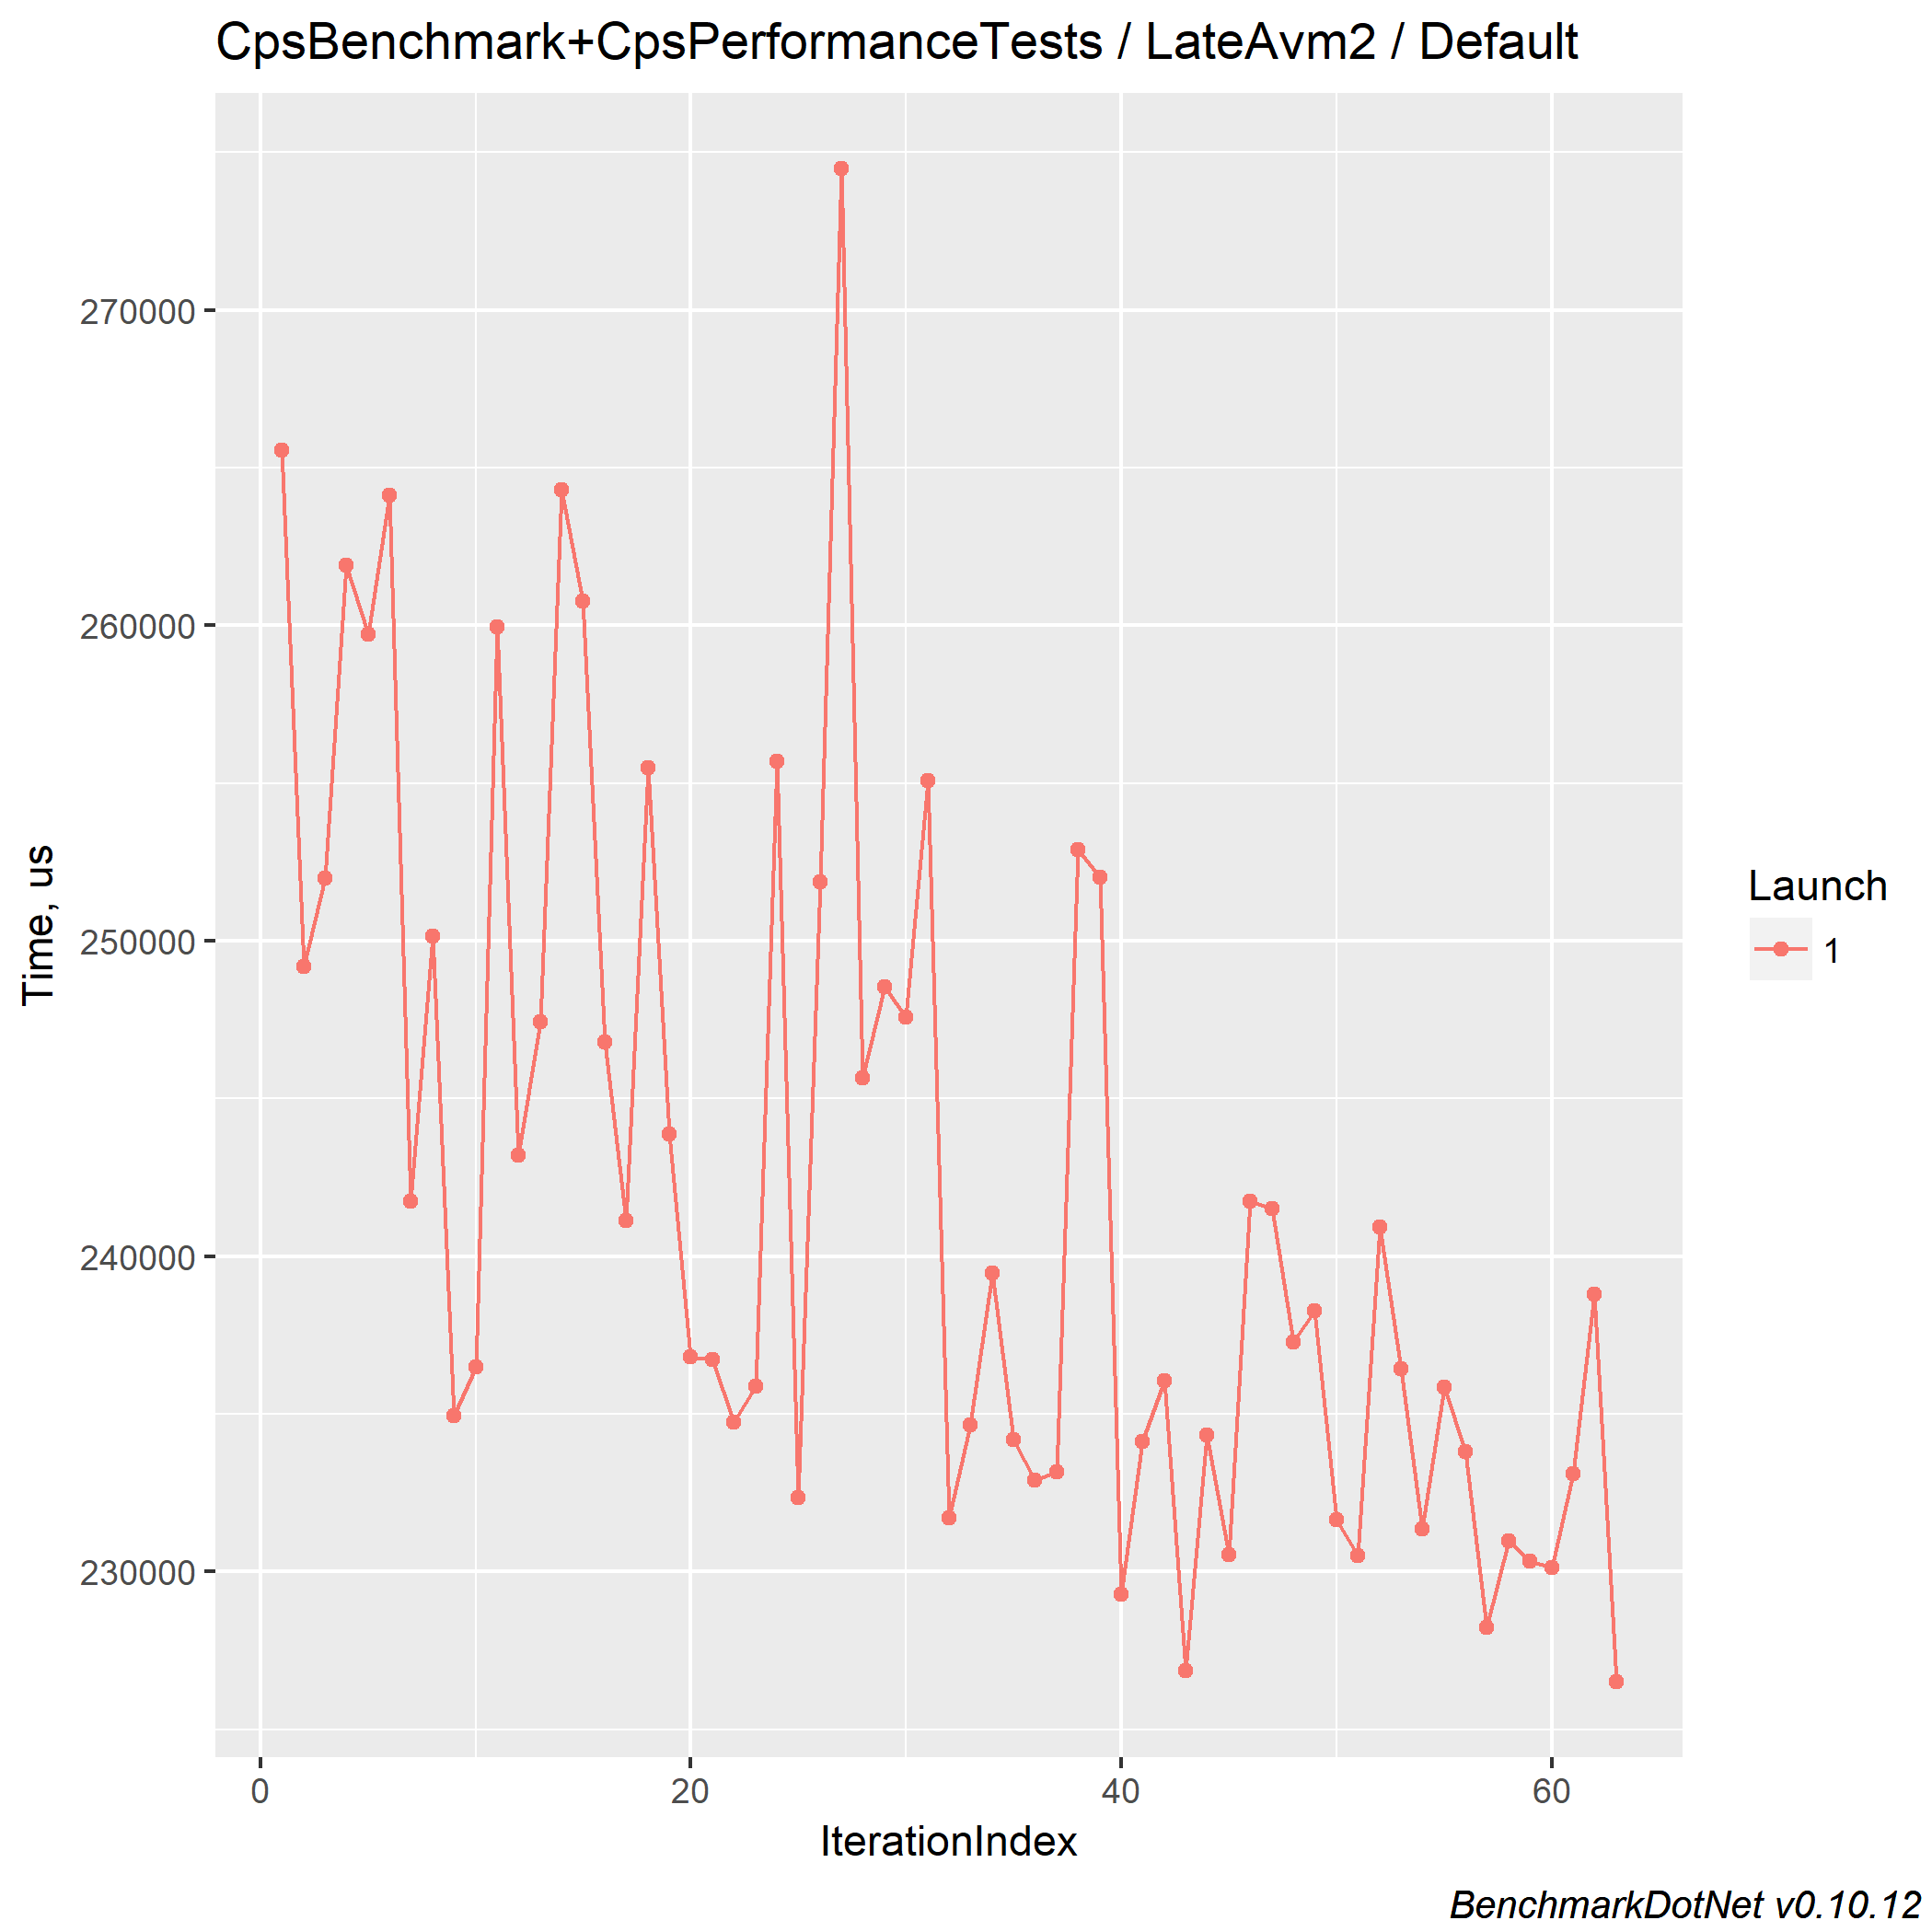 CpsBenchmark+CpsPerformanceTests / LateAvm2 / Default
270000
260000
250000
240000
230000
Time, us
0 20 40 60
IterationIndex
Launch
1
BenchmarkDotNet v0.10.12